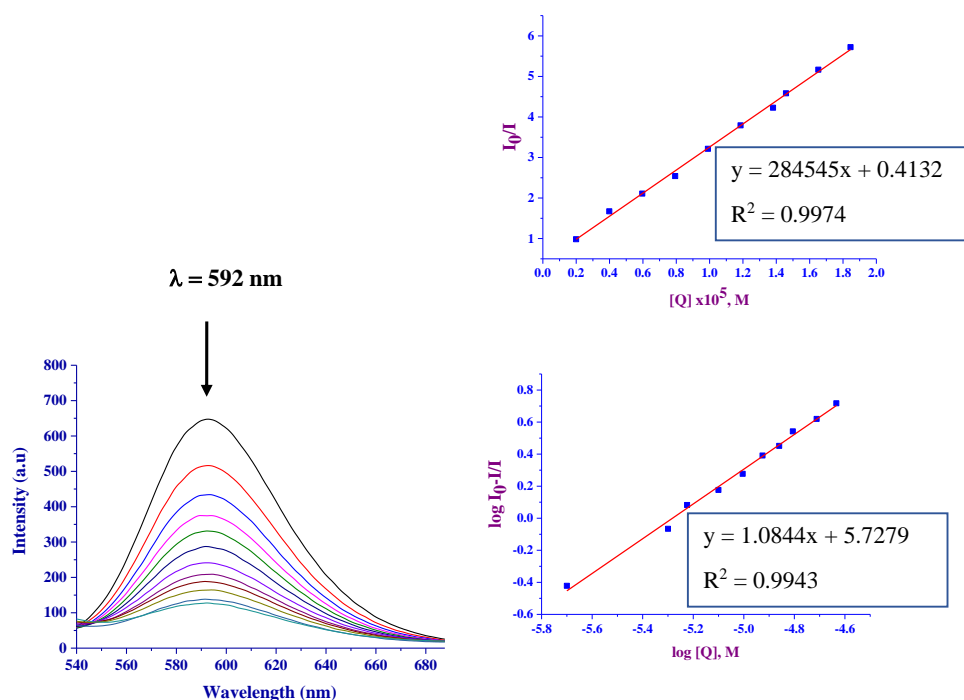 λ = 592 nm
800
700
600
500
400
300
200
100
0
540 560 580 600 620 640 660 680
Intensity (a.u)
Wavelength (nm)
6
5
4
3
2
1
0.0 0.2 0.4 0.6 0.8 1.0 1.2 1.4 1.6 1.8 2.0
I₀/I
[Q] x10⁵, M
y = 284545x + 0.4132
R² = 0.9974
0.8
0.6
0.4
0.2
0.0
-0.2
-0.4
-0.6
-5.8 -5.6 -5.4 -5.2 -5.0 -4.8 -4.6
log I₀-I/I
log [Q], M
y = 1.0844x + 5.7279
R² = 0.9943